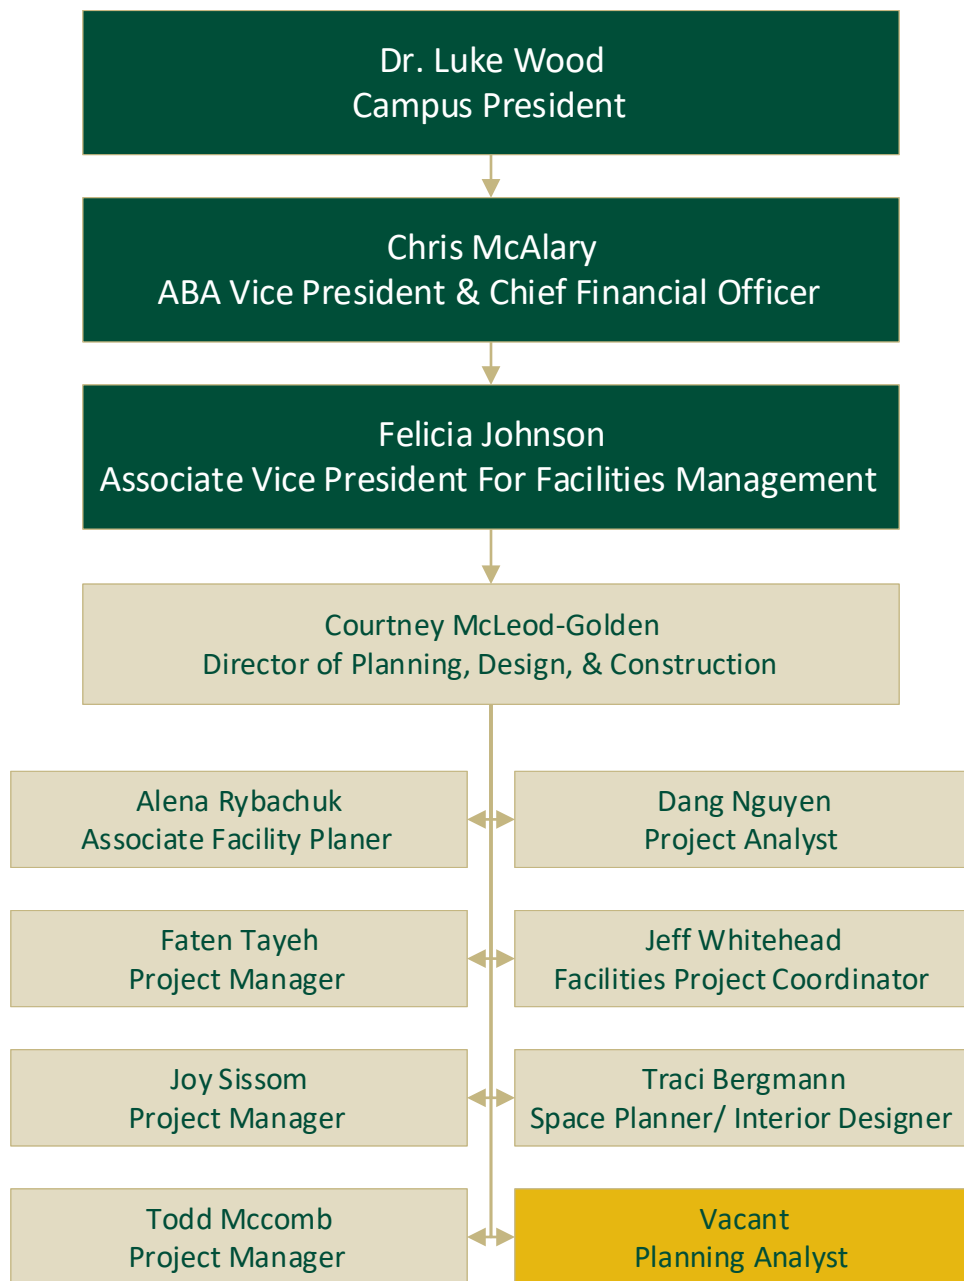 Dr. Luke Wood
Campus President
Chris McAlary
ABA Vice President & Chief Financial Officer
Felicia Johnson
Associate Vice President For Facilities Management
Courtney McLeod-Golden
Director of Planning, Design, & Construction
Alena Rybachuk
Associate Facility Planer
Dang Nguyen
Project Analyst
Faten Tayeh
Project Manager
Jeff Whitehead
Facilities Project Coordinator
Joy Sissom
Project Manager
Traci Bergmann
Space Planner/ Interior Designer
Todd Mccomb
Project Manager
Vacant
Planning Analyst